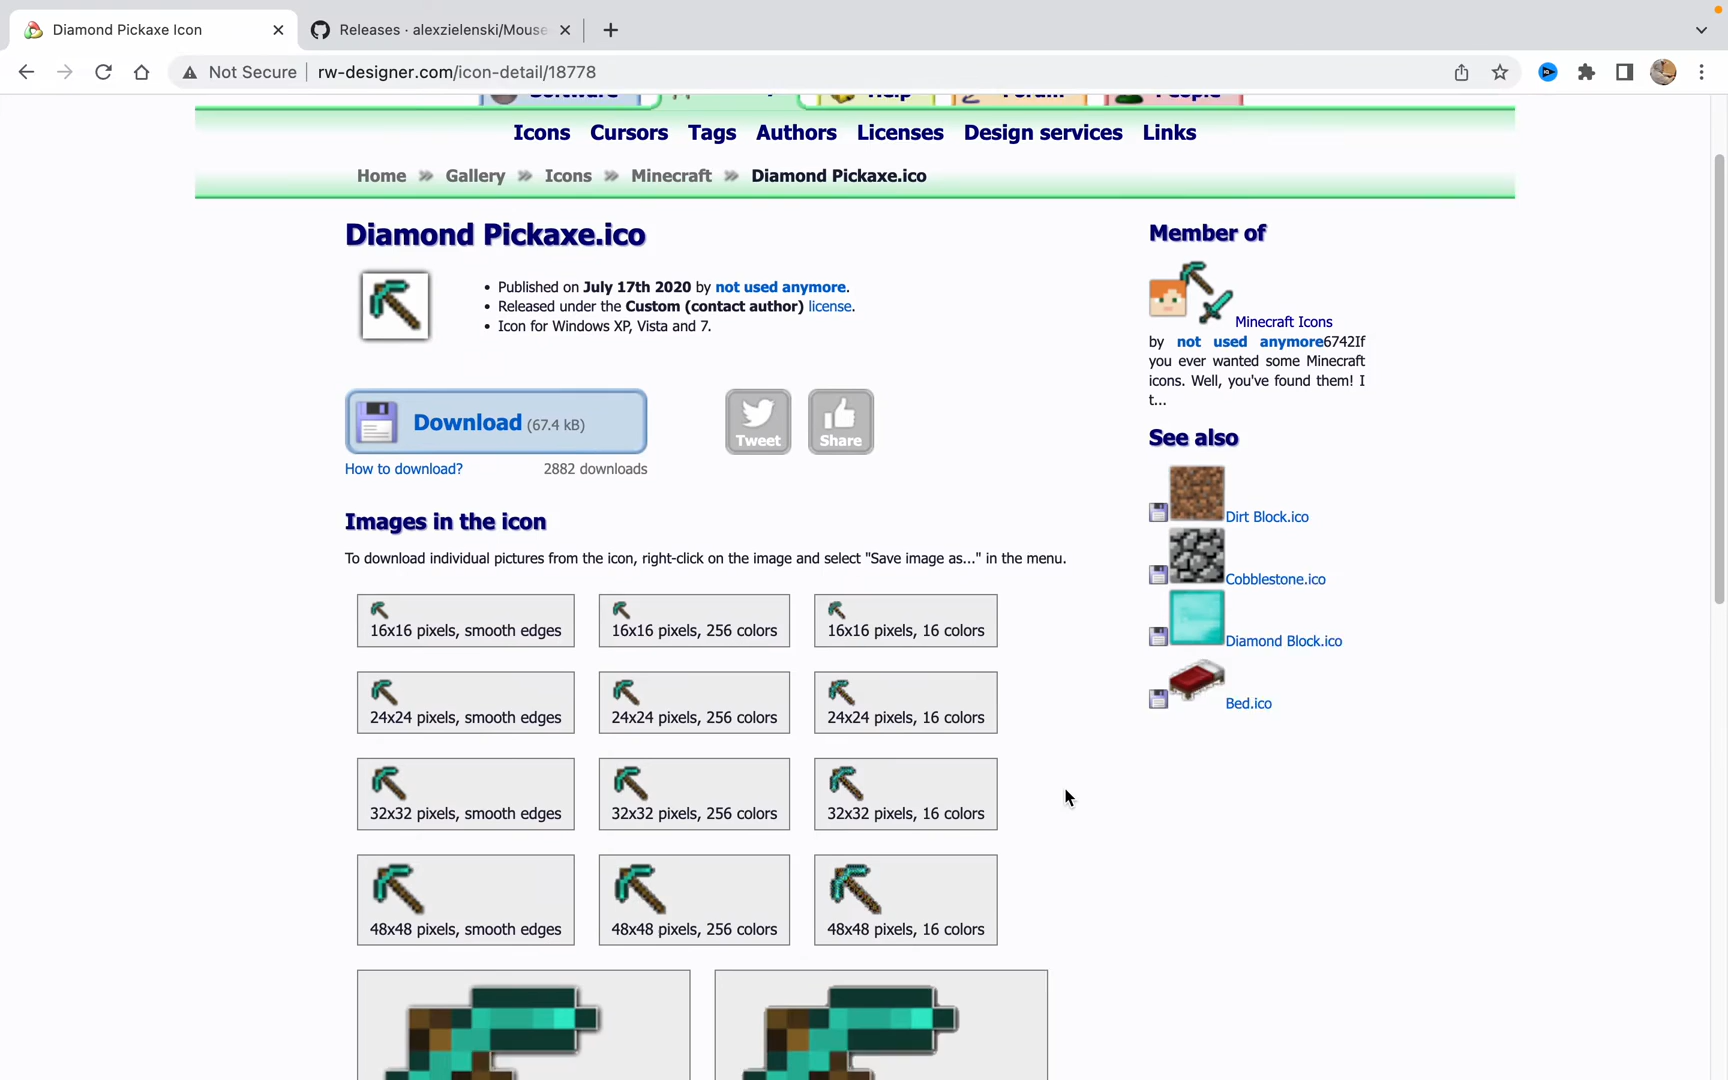 Diamond Pickaxe Icon
Releases · alexzielenski/Mouse
Not Secure
rw-designer.com/icon-detail/18778
Software
Help
Forum
People
Icons Cursors Tags Authors Licenses Design services Links
Home Gallery Icons Minecraft Diamond Pickaxe.ico
Diamond Pickaxe.ico
Published on July 17th 2020 by not used anymore.
Released under the Custom (contact author) license.
Icon for Windows XP, Vista and 7.
Download (67.4 kB)
Tweet
Share
How to download?
2882 downloads
Images in the icon
To download individual pictures from the icon, right-click on the image and select "Save image as..." in the menu.
16x16 pixels, smooth edges
16x16 pixels, 256 colors
16x16 pixels, 16 colors
24x24 pixels, smooth edges
24x24 pixels, 256 colors
24x24 pixels, 16 colors
32x32 pixels, smooth edges
32x32 pixels, 256 colors
32x32 pixels, 16 colors
48x48 pixels, smooth edges
48x48 pixels, 256 colors
48x48 pixels, 16 colors
Member of
Minecraft Icons
by not used anymore6742If
you ever wanted some Minecraft
icons. Well, you've found them! I
t...
See also
Dirt Block.ico
Cobblestone.ico
Diamond Block.ico
Bed.ico